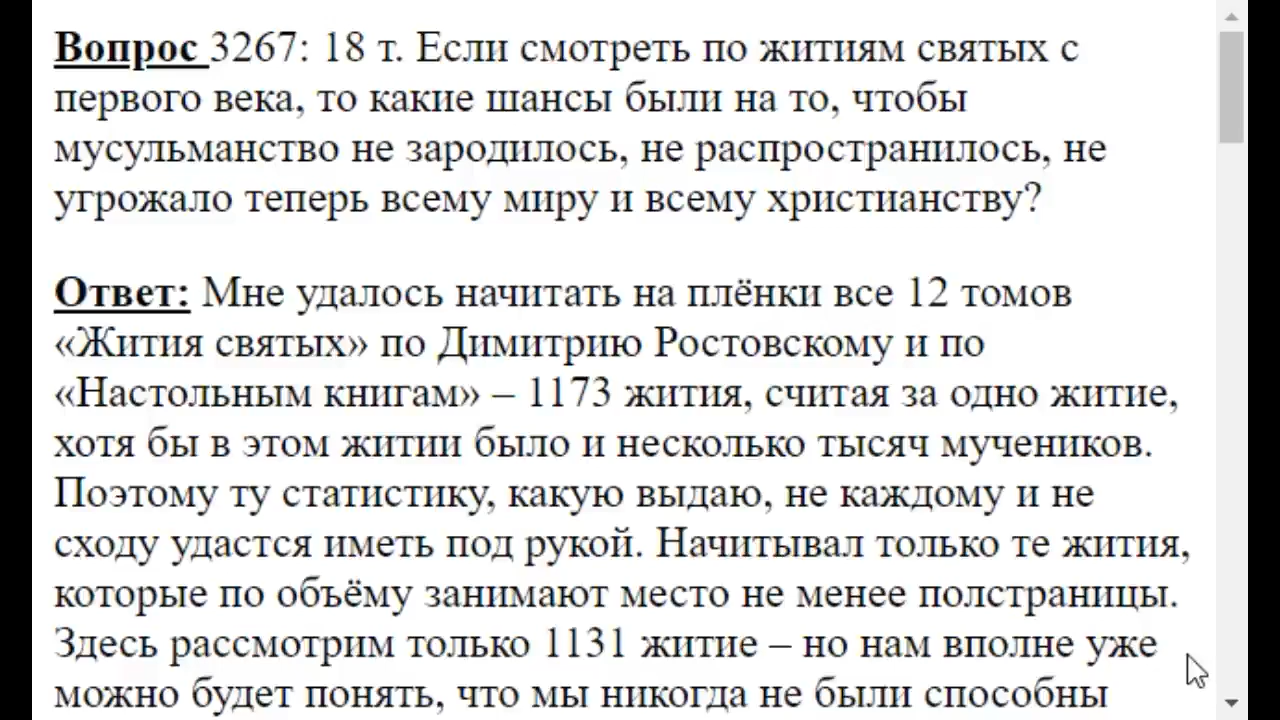 Вопрос 3267: 18 т. Если смотреть по житиям святых с
первого века, то какие шансы были на то, чтобы
мусульманство не зародилось, не распространилось, не
угрожало теперь всему миру и всему христианству?
Ответ: Мне удалось начитать на плёнки все 12 томов
«Жития святых» по Димитрию Ростовскому и по
«Настольным книгам» – 1173 жития, считая за одно житие,
хотя бы в этом житии было и несколько тысяч мучеников.
Поэтому ту статистику, какую выдаю, не каждому и не
сходу удастся иметь под рукой. Начитывал только те жития,
которые по объёму занимают место не менее полстраницы.
Здесь рассмотрим только 1131 житие – но нам вполне уже
можно будет понять, что мы никогда не были способны